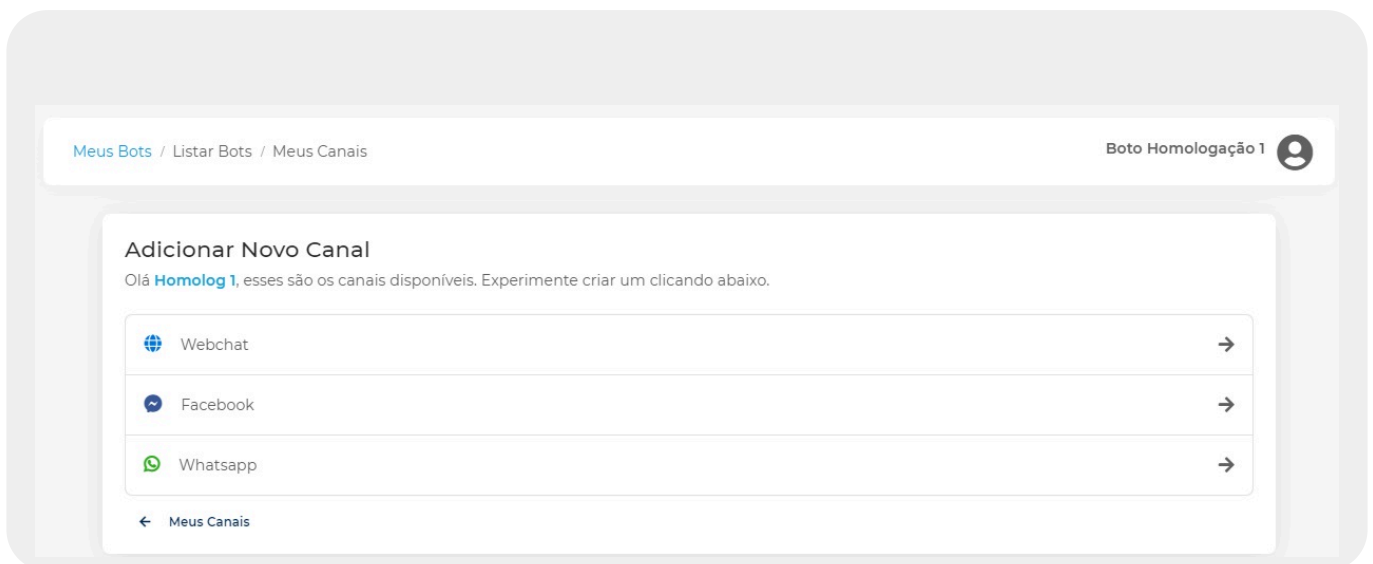 Meus Bots / Listar Bots / Meus Canais
Boto Homologação 1
Adicionar Novo Canal
Olá Homolog 1, esses são os canais disponíveis. Experimente criar um clicando abaixo.
Webchat
Facebook
Whatsapp
Meus Canais